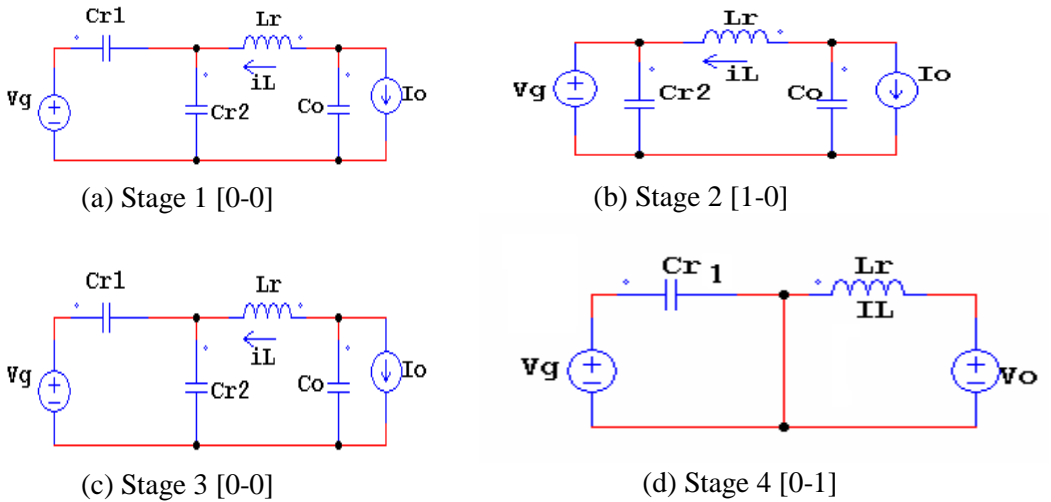 Cr1
Lr
Vg
iL
Cr2
Co
Io
(a) Stage 1 [0-0]
Lr
Vg
iL
Cr2
Co
Io
(b) Stage 2 [1-0]
Cr1
Lr
Vg
iL
Cr2
Co
Io
(c) Stage 3 [0-0]
Cr 1
Lr
IL
Vg
Vo
(d) Stage 4 [0-1]